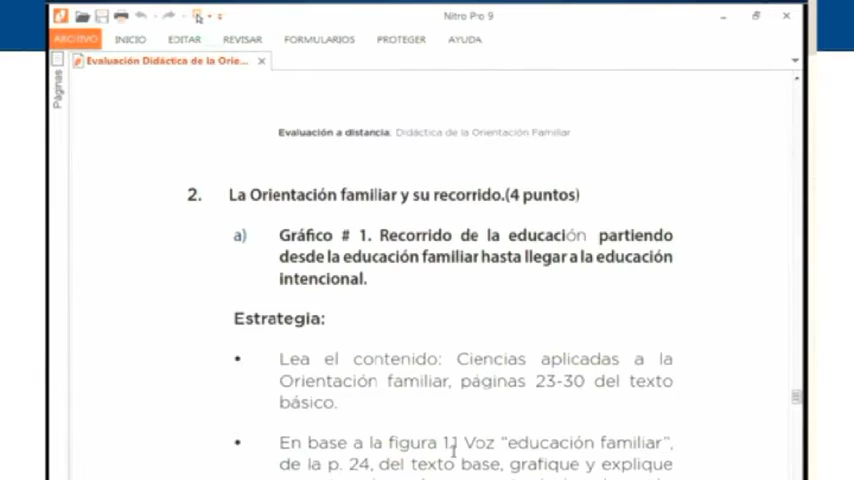 Nitro Pro 9
ARCHIVO INICIO EDITAR REVISAR FORMULARIOS PROTEGER AYUDA
Evaluación Didáctica de la Orie...
Páginas
Evaluación a distancia. Didáctica de la Orientación Familiar
2. La Orientación familiar y su recorrido.(4 puntos)
a) Gráfico # 1. Recorrido de la educación partiendo
desde la educación familiar hasta llegar a la educación
intencional.
Estrategia:
• Lea el contenido: Ciencias aplicadas a la
Orientación familiar, páginas 23-30 del texto
básico.
• En base a la figura 1.1 Voz “educación familiar”,
de la p. 24, del texto base, grafique y explique